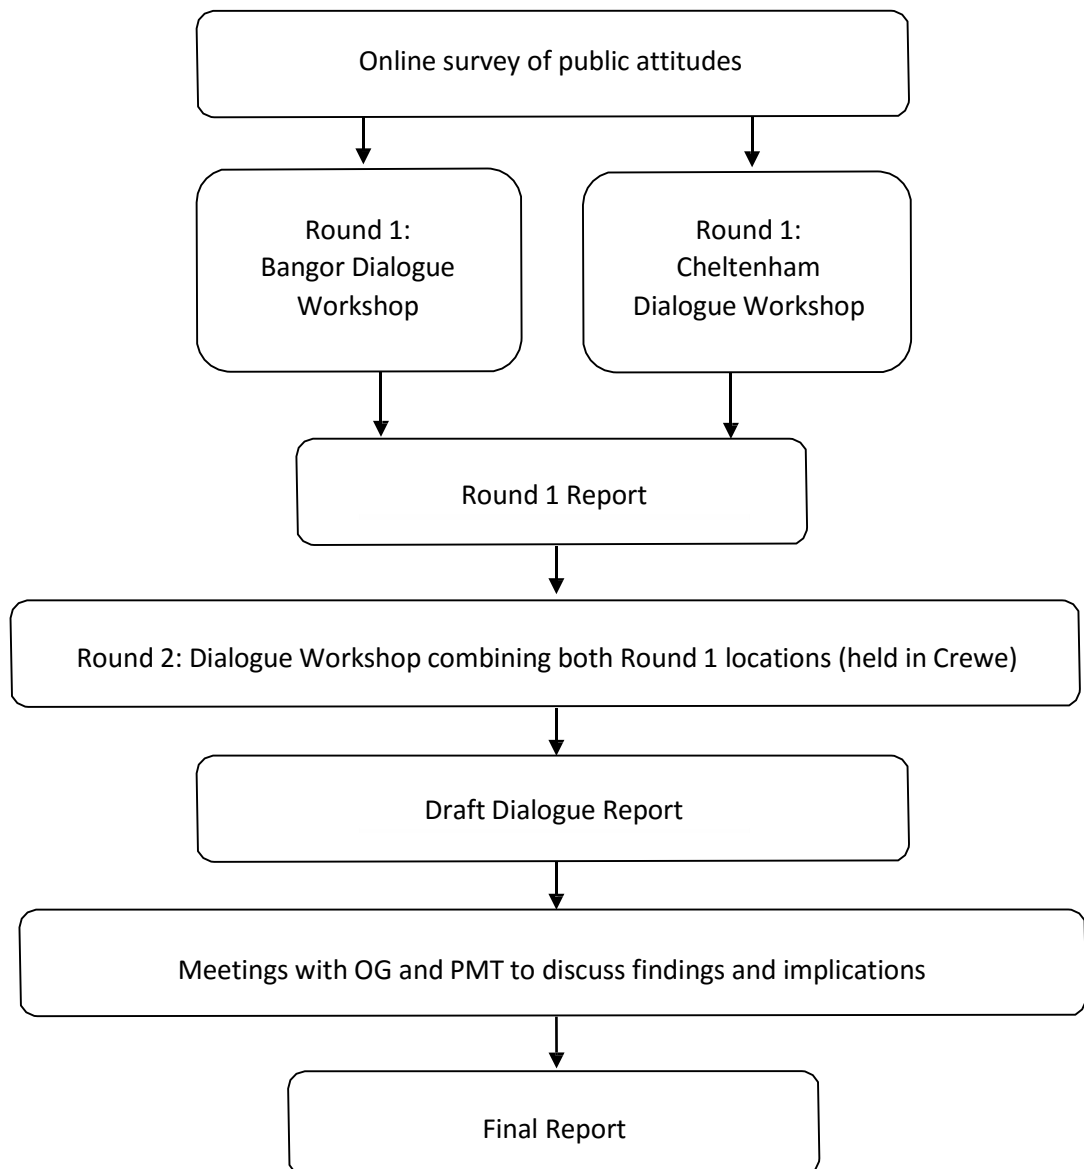 Online survey of public attitudes
Round 1:
Bangor Dialogue
Workshop
Round 1:
Cheltenham
Dialogue Workshop
Round 1 Report
Round 2: Dialogue Workshop combining both Round 1 locations (held in Crewe)
Draft Dialogue Report
Meetings with OG and PMT to discuss findings and implications
Final Report